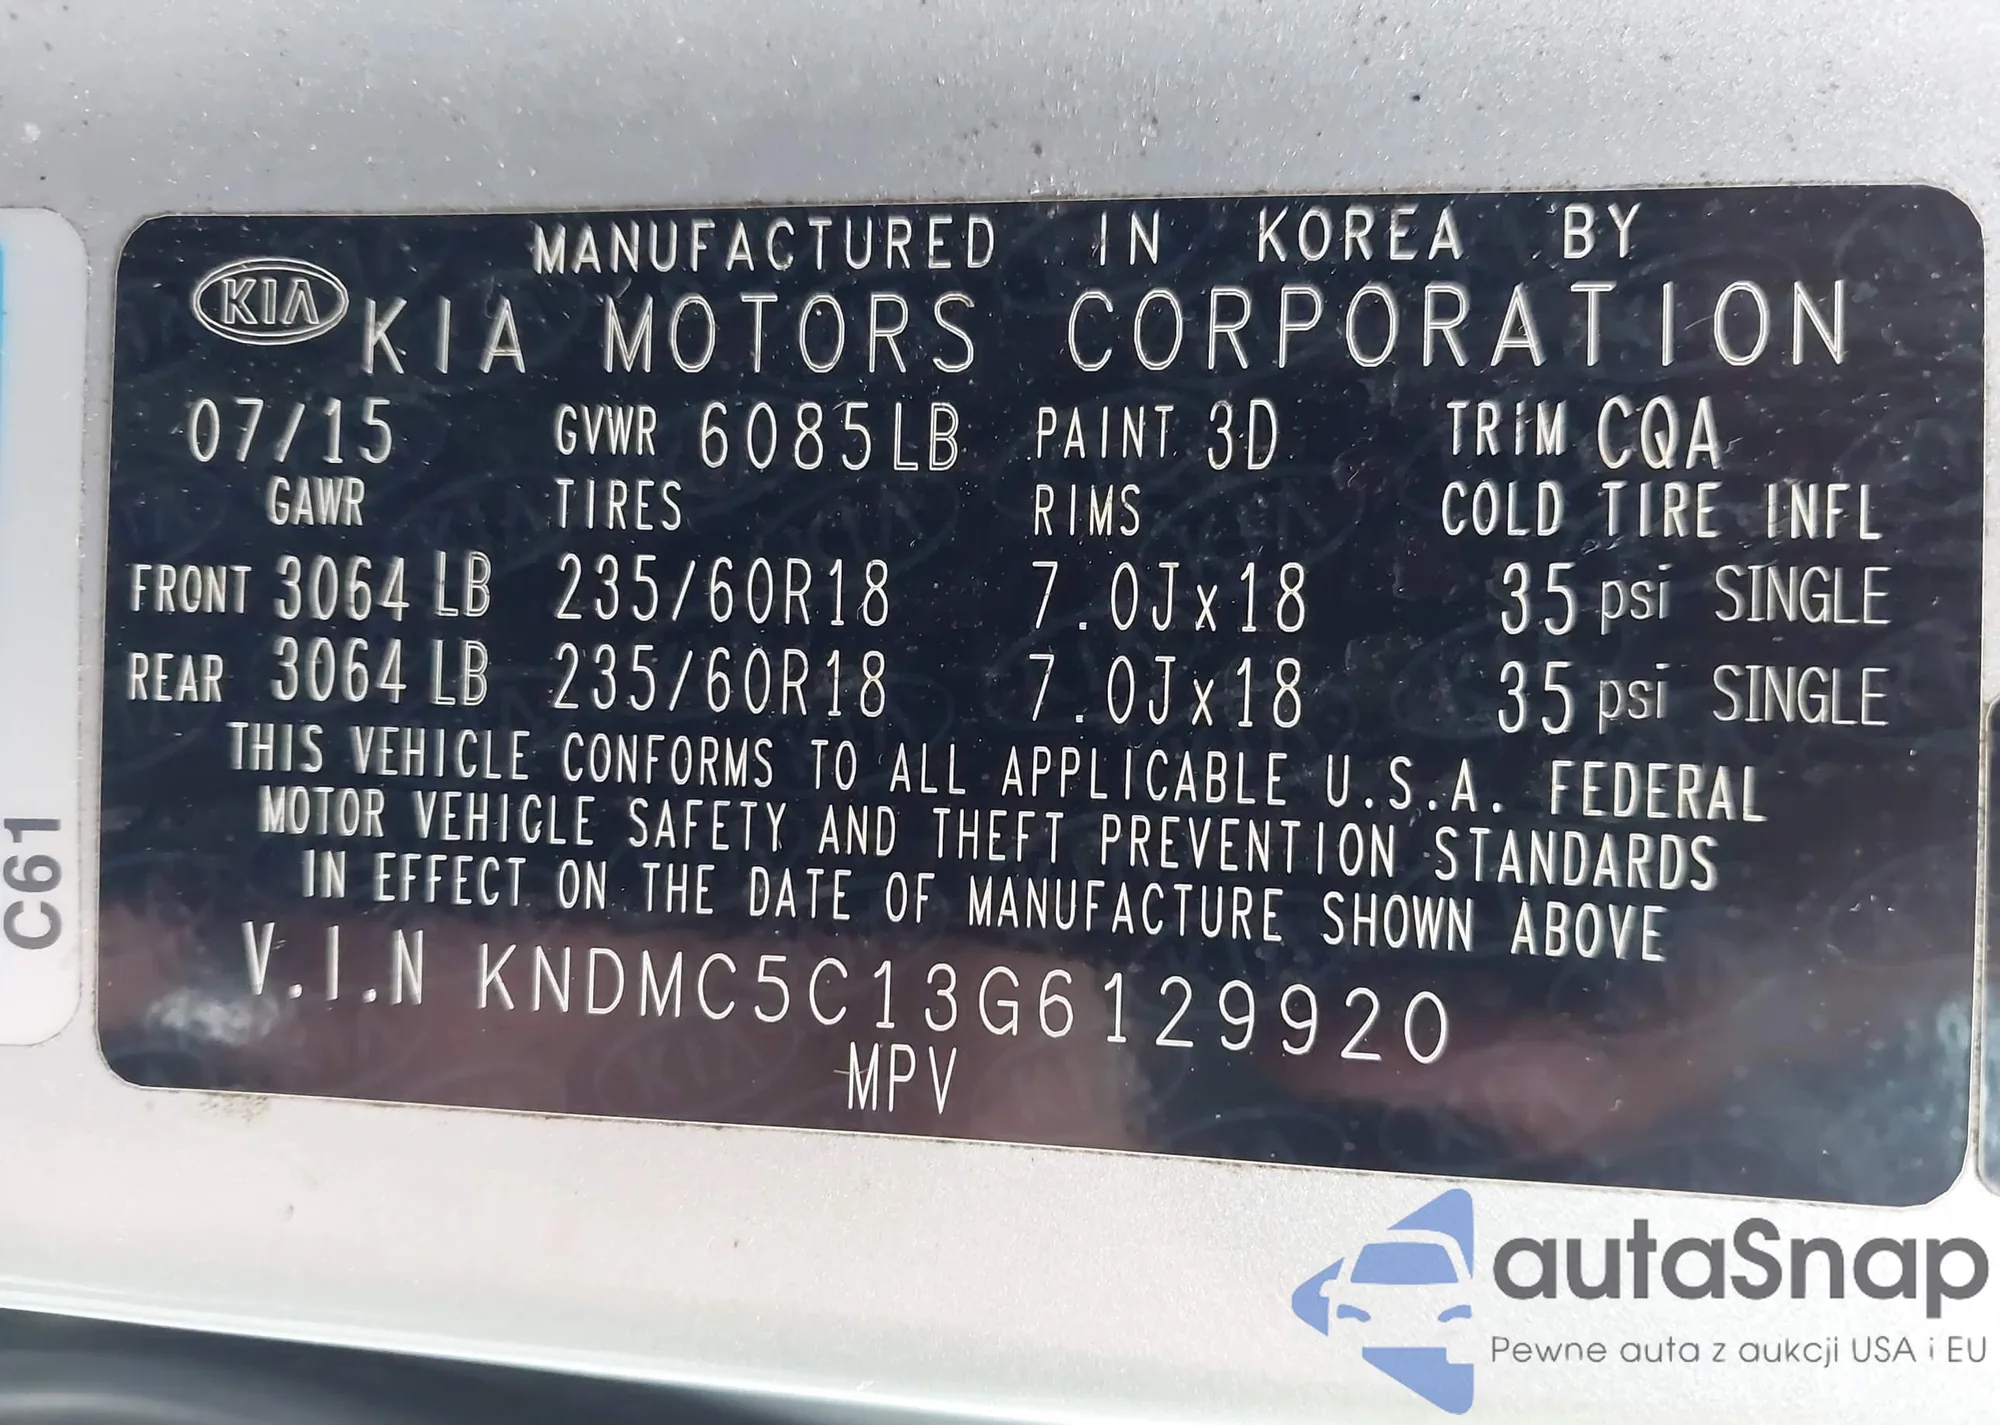 MANUFACTURED IN KOREA BY
KIA KIA MOTORS CORPORATION
07/15 GVWR 6085LB PAINT 3D TRIM CQA
GAWR TIRES RIMS COLD TIRE INFL
FRONT 3064 LB 235/60R18 7.0Jx18 35 psi SINGLE
REAR 3064 LB 235/60R18 7.0Jx18 35 psi SINGLE
THIS VEHICLE CONFORMS TO ALL APPLICABLE U.S.A. FEDERAL
MOTOR VEHICLE SAFETY AND THEFT PREVENTION STANDARDS
IN EFFECT ON THE DATE OF MANUFACTURE SHOWN ABOVE
V.I.N KNDMC5C13G6129920
MPV
C61
autaSnap
Pewne auta z aukcji USA i EU